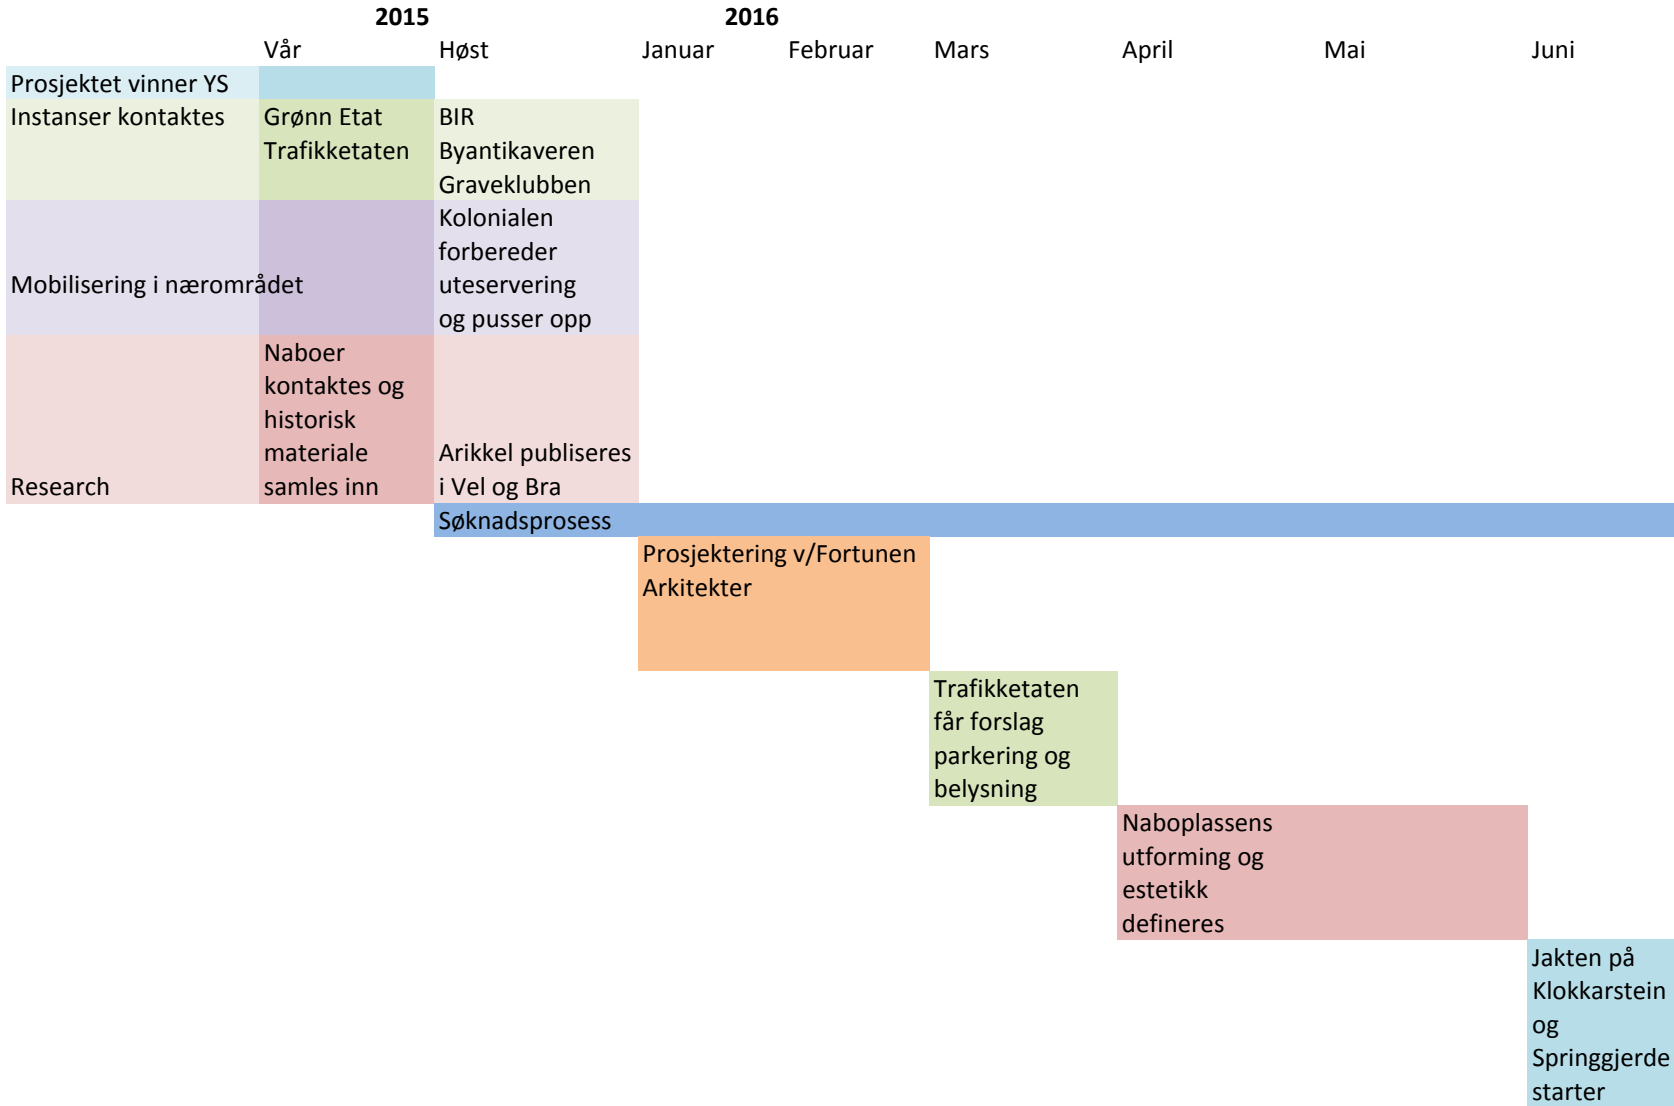 2015 2016
Vår Høst Januar Februar Mars April Mai Juni
Prosjektet vinner YS
Instanser kontaktes
Grønn Etat
Trafikketaten
BIR
Byantikaveren
Graveklubben
Mobilisering i nærområdet
Kolonialen
forbereder
uteservering
og pusser opp
Research
Naboer
kontaktes og
historisk
materiale
samles inn
Arikkel publiseres
i Vel og Bra
Søknadsprosess
Prosjektering v/Fortunen
Arkitekter
Trafikketaten
får forslag
parkering og
belysning
Naboplassens
utforming og
estetikk
defineres
Jakten på
Klokkarstein
og
Springgjerde
starter